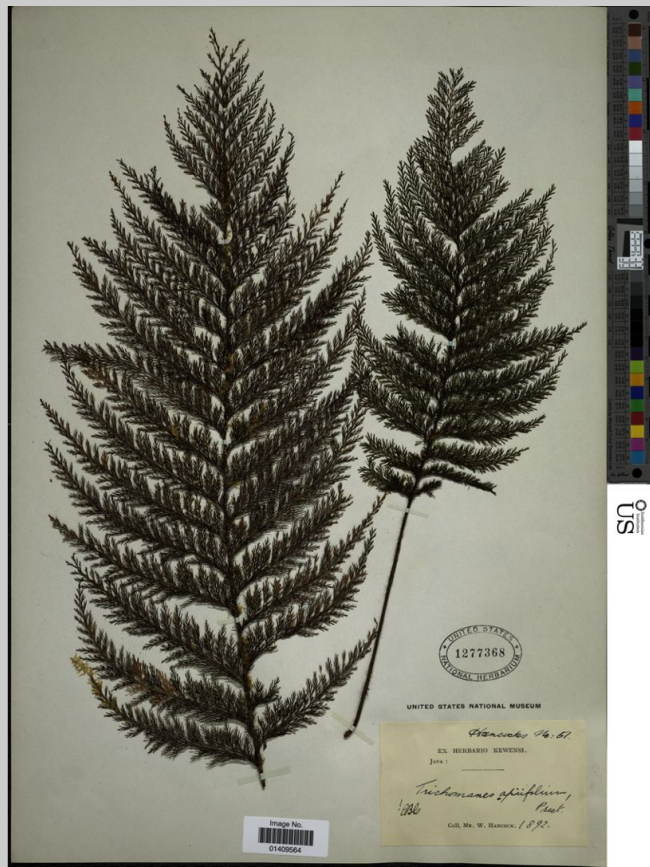 UNITED STATES
1277368
NATIONAL HERBARIUM
UNITED STATES NATIONAL MUSEUM
Hancocks No: 61.
EX HERBARIO KEWENSI.
JAVA:
Trichomanes apiifolium,
Presl.
Coll. MR. W. HANCOCK. 1892.
Image No.
01409564
US